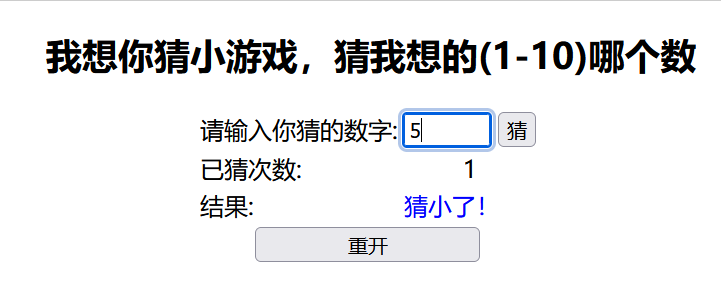 我想你猜小游戏，猜我想的(1-10)哪个数
请输入你猜的数字: 5 猜
已猜次数: 1
结果: 猜小了！
重开